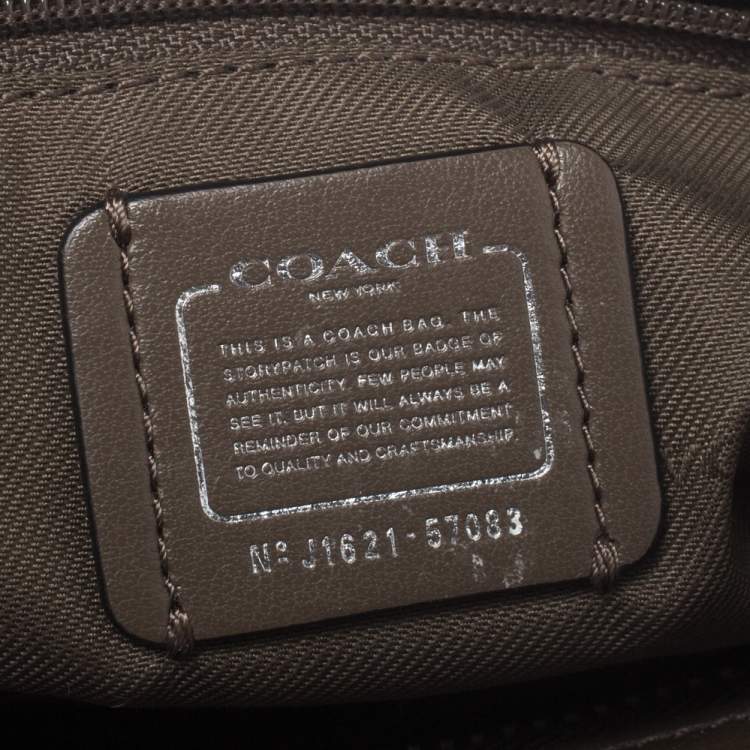 COACH
NEW YORK
THIS IS A COACH BAG. THE
STORYPATCH IS OUR BADGE OF
AUTHENTICITY. FEW PEOPLE MAY
SEE IT. BUT IT WILL ALWAYS BE A
REMINDER OF OUR COMMITMENT
TO QUALITY AND CRAFTSMANSHIP.
Nº J1621-57083